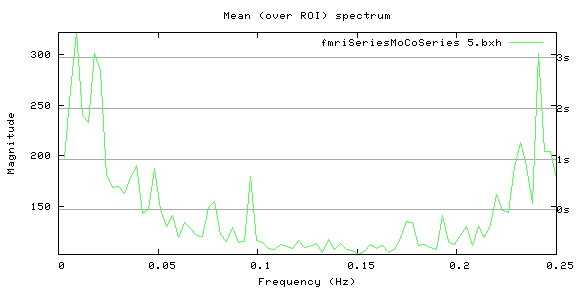 Mean (over ROI) spectrum
fmriSeriesMoCoSeries 5.bxh
Magnitude
300
250
200
150
3s
2s
1s
0s
0 0.05 0.1 0.15 0.2 0.25
Frequency (Hz)